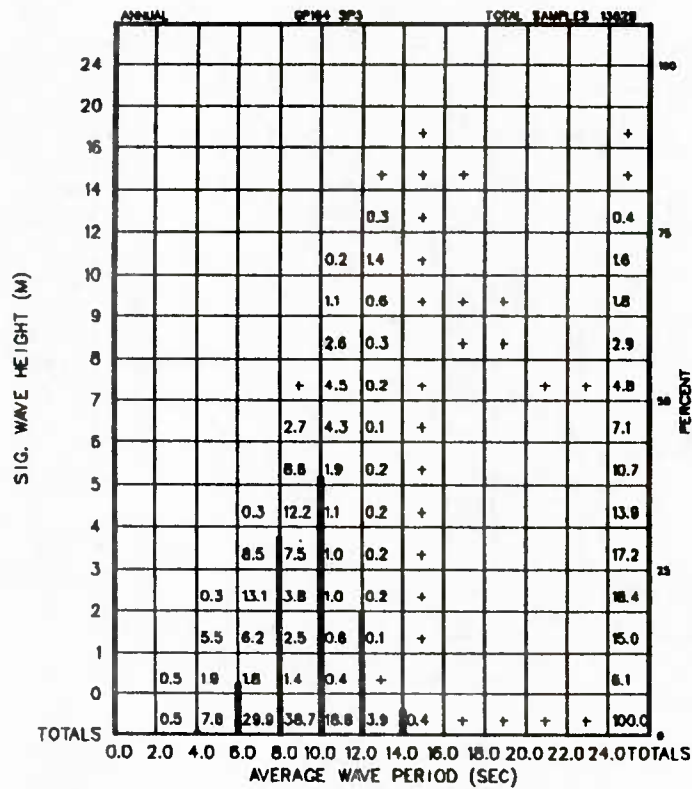 ANNUAL SP3 TOTAL SAMPLES
24 100
20
+ +
16
+ + + +
14
0.3 + 0.4
12 75
0.2 1.4 + 1.6
10
1.1 0.6 + + + 1.8
9
2.6 0.3 + + 2.9
8
+ 4.5 0.2 + + + 4.8
7 50
2.7 4.3 0.1 + 7.1
6
8.6 1.9 0.2 + 10.7
5
0.3 12.2 1.1 0.2 + 13.9
4
8.5 7.5 1.0 0.2 + 17.2
3 25
0.3 13.1 3.8 1.0 0.2 + 18.4
2
5.5 6.2 2.5 0.6 0.1 + 15.0
1
0.5 1.9 1.8 1.4 0.4 + 6.1
0
0.5 7.8 29.9 38.7 18.8 3.9 0.4 + + + + 100.0
TOTALS 0
0.0 2.0 4.0 6.0 8.0 10.0 12.0 14.0 16.0 18.0 20.0 22.0 24.0 TOTALS
AVERAGE WAVE PERIOD (SEC)
SIG. WAVE HEIGHT (M)
PERCENT